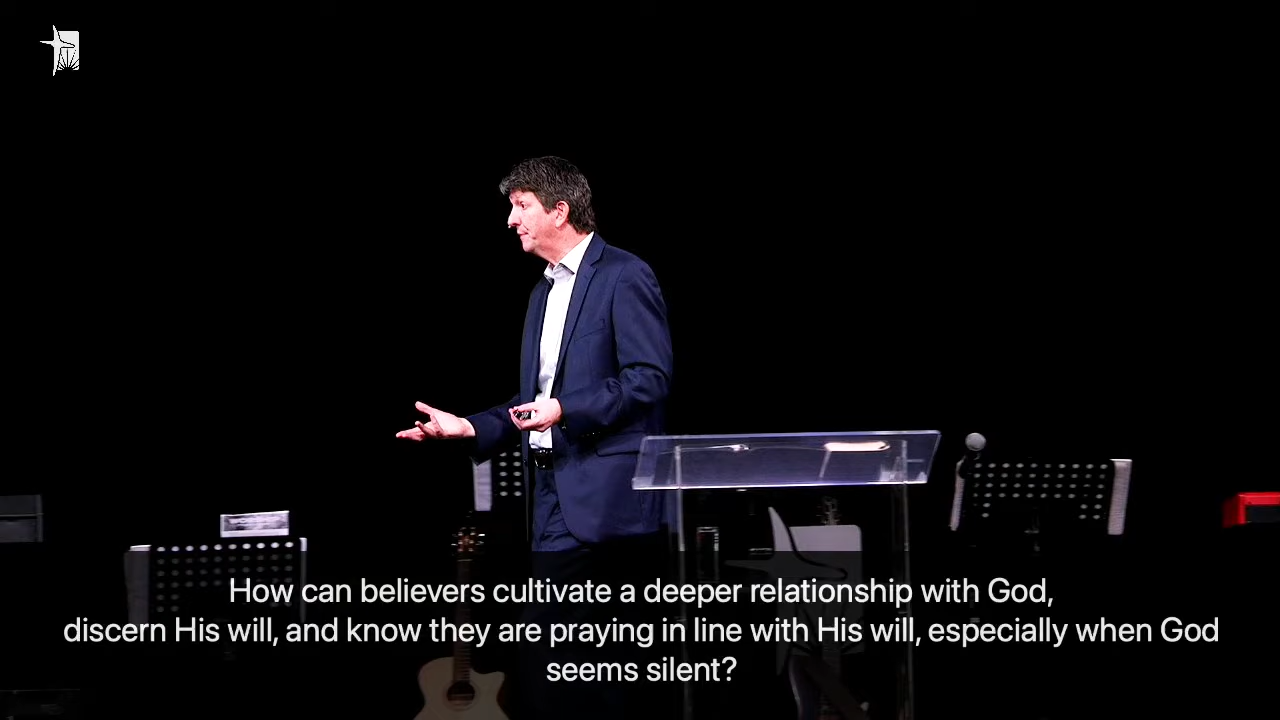 How can believers cultivate a deeper relationship with God,
discern His will, and know they are praying in line with His will, especially when God
seems silent?